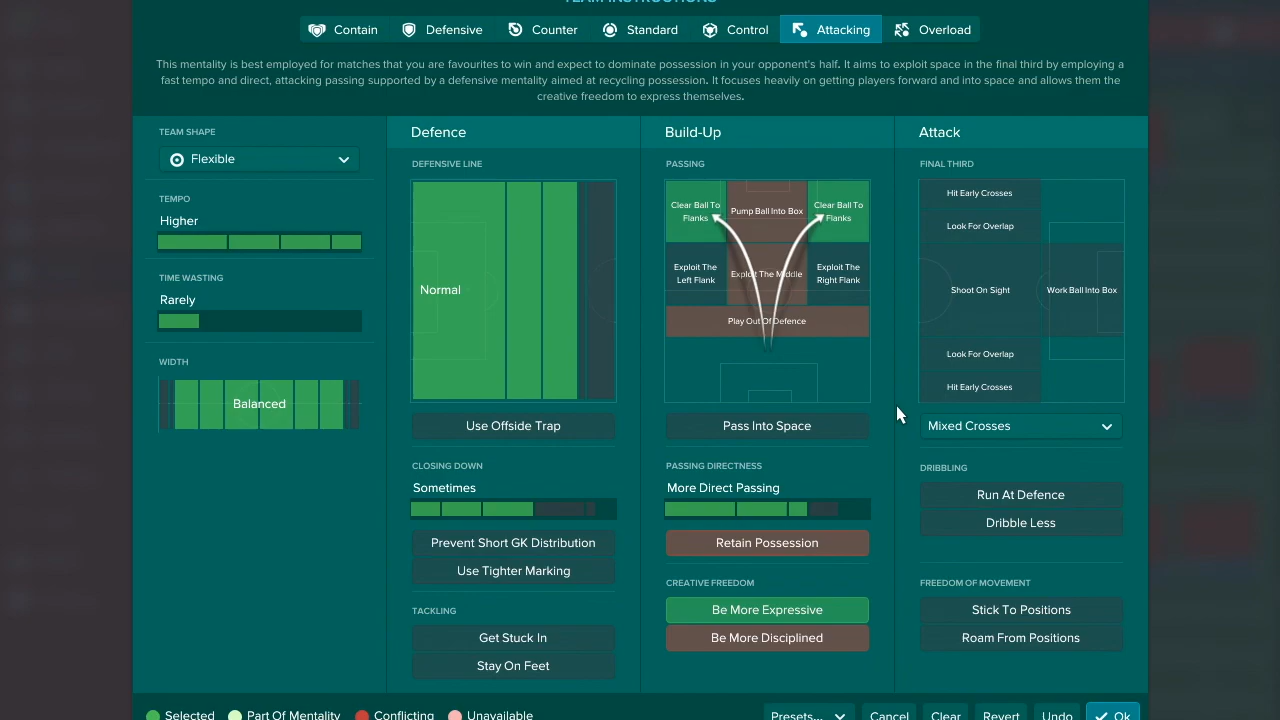 TEAM INSTRUCTIONS
Contain
Defensive
Counter
Standard
Control
Attacking
Overload
This mentality is best employed for matches that you are favourites to win and expect to dominate possession in your opponent's half. It aims to exploit space in the final third by employing a
fast tempo and direct, attacking passing supported by a defensive mentality aimed at recycling possession. It focuses heavily on getting players forward and into space and allows them the
creative freedom to express themselves.
TEAM SHAPE
Flexible
TEMPO
Higher
TIME WASTING
Rarely
WIDTH
Balanced
Defence
DEFENSIVE LINE
Normal
Use Offside Trap
CLOSING DOWN
Sometimes
Prevent Short GK Distribution
Use Tighter Marking
TACKLING
Get Stuck In
Stay On Feet
Build-Up
PASSING
Clear Ball To
Flanks
Pump Ball Into Box
Clear Ball To
Flanks
Exploit The
Left Flank
Exploit The Middle
Exploit The
Right Flank
Play Out Of Defence
Pass Into Space
PASSING DIRECTNESS
More Direct Passing
Retain Possession
CREATIVE FREEDOM
Be More Expressive
Be More Disciplined
Attack
FINAL THIRD
Hit Early Crosses
Look For Overlap
Shoot On Sight
Work Ball Into Box
Look For Overlap
Hit Early Crosses
Mixed Crosses
DRIBBLING
Run At Defence
Dribble Less
FREEDOM OF MOVEMENT
Stick To Positions
Roam From Positions
Selected
Part Of Mentality
Conflicting
Unavailable
Presets...
Cancel
Clear
Revert
Undo
Ok